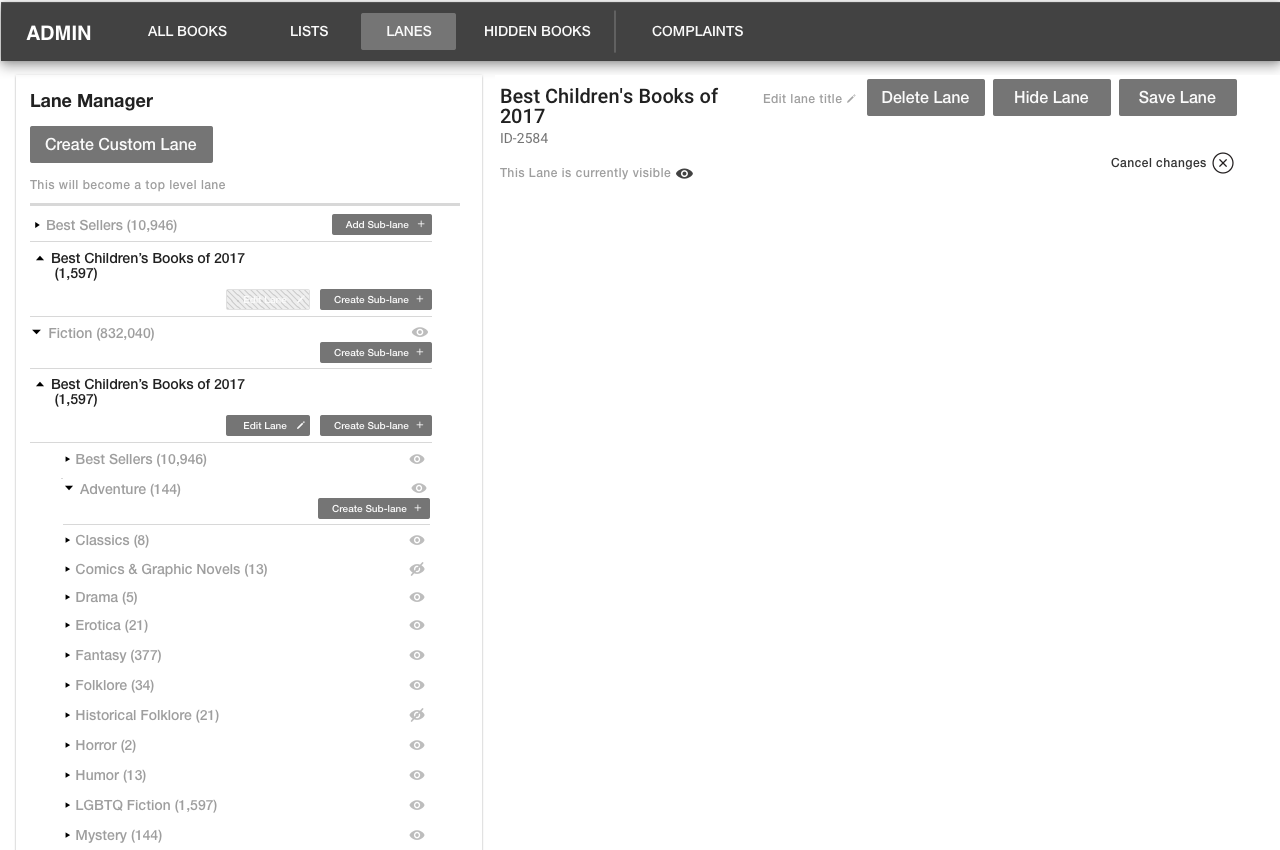 ADMIN ALL BOOKS LISTS LANES HIDDEN BOOKS COMPLAINTS
Lane Manager
Create Custom Lane
This will become a top level lane
Best Sellers (10,946) Add Sub-lane +
Best Children’s Books of 2017
(1,597)
Edit Lane Create Sub-lane +
Fiction (832,040)
Create Sub-lane +
Best Children’s Books of 2017
(1,597)
Edit Lane Create Sub-lane +
Best Sellers (10,946)
Adventure (144)
Create Sub-lane +
Classics (8)
Comics & Graphic Novels (13)
Drama (5)
Erotica (21)
Fantasy (377)
Folklore (34)
Historical Folklore (21)
Horror (2)
Humor (13)
LGBTQ Fiction (1,597)
Mystery (144)
Best Children's Books of
2017
ID-2584
This Lane is currently visible
Edit lane title
Delete Lane Hide Lane Save Lane
Cancel changes